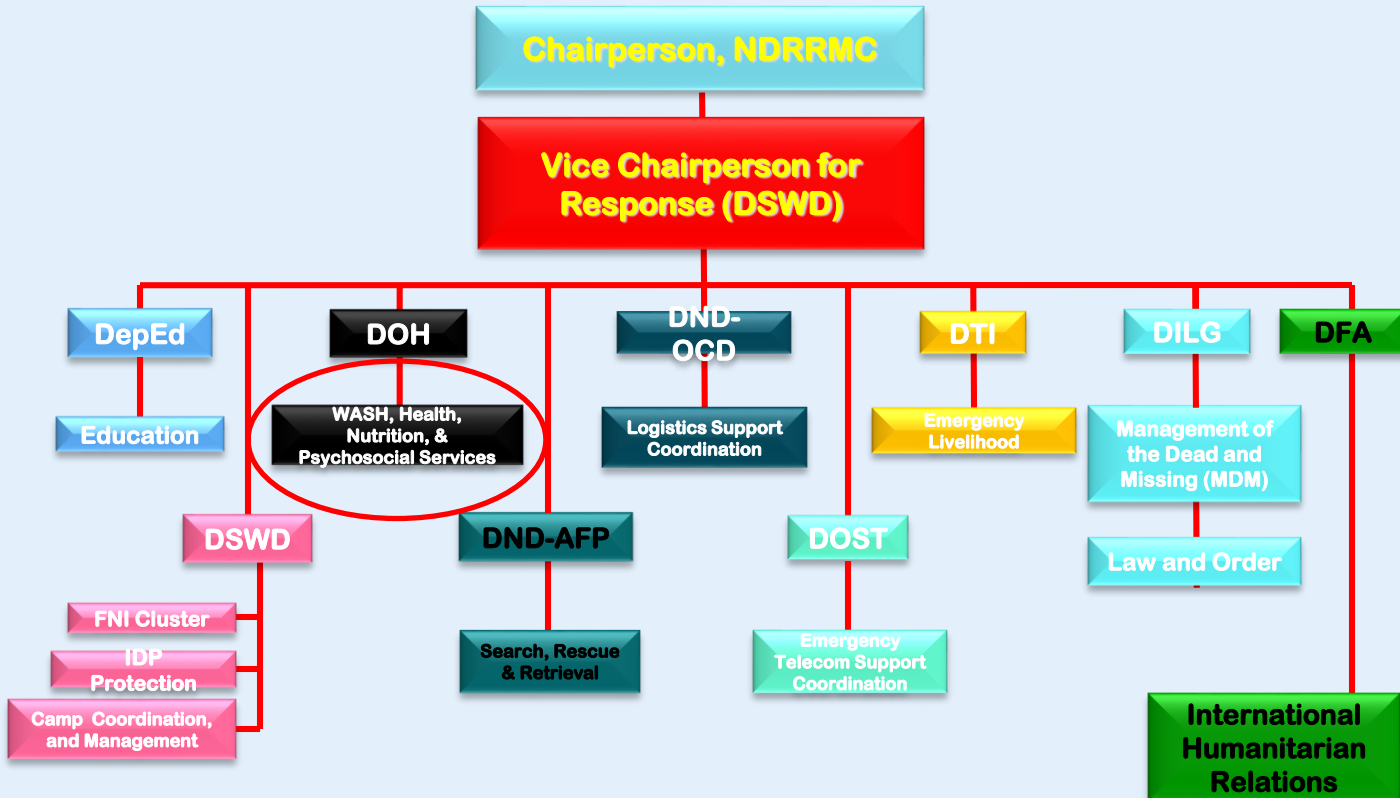 Chairperson, NDRRMC
Vice Chairperson for
Response (DSWD)
DepEd
DOH
DND-
OCD
DTI
DILG
DFA
Education
WASH, Health,
Nutrition, &
Psychosocial Services
Logistics Support
Coordination
Emergency
Livelihood
Management of
the Dead and
Missing (MDM)
DSWD
DND-AFP
DOST
Law and Order
FNI Cluster
IDP
Protection
Camp Coordination,
and Management
Search, Rescue
& Retrieval
Emergency
Telecom Support
Coordination
International
Humanitarian
Relations